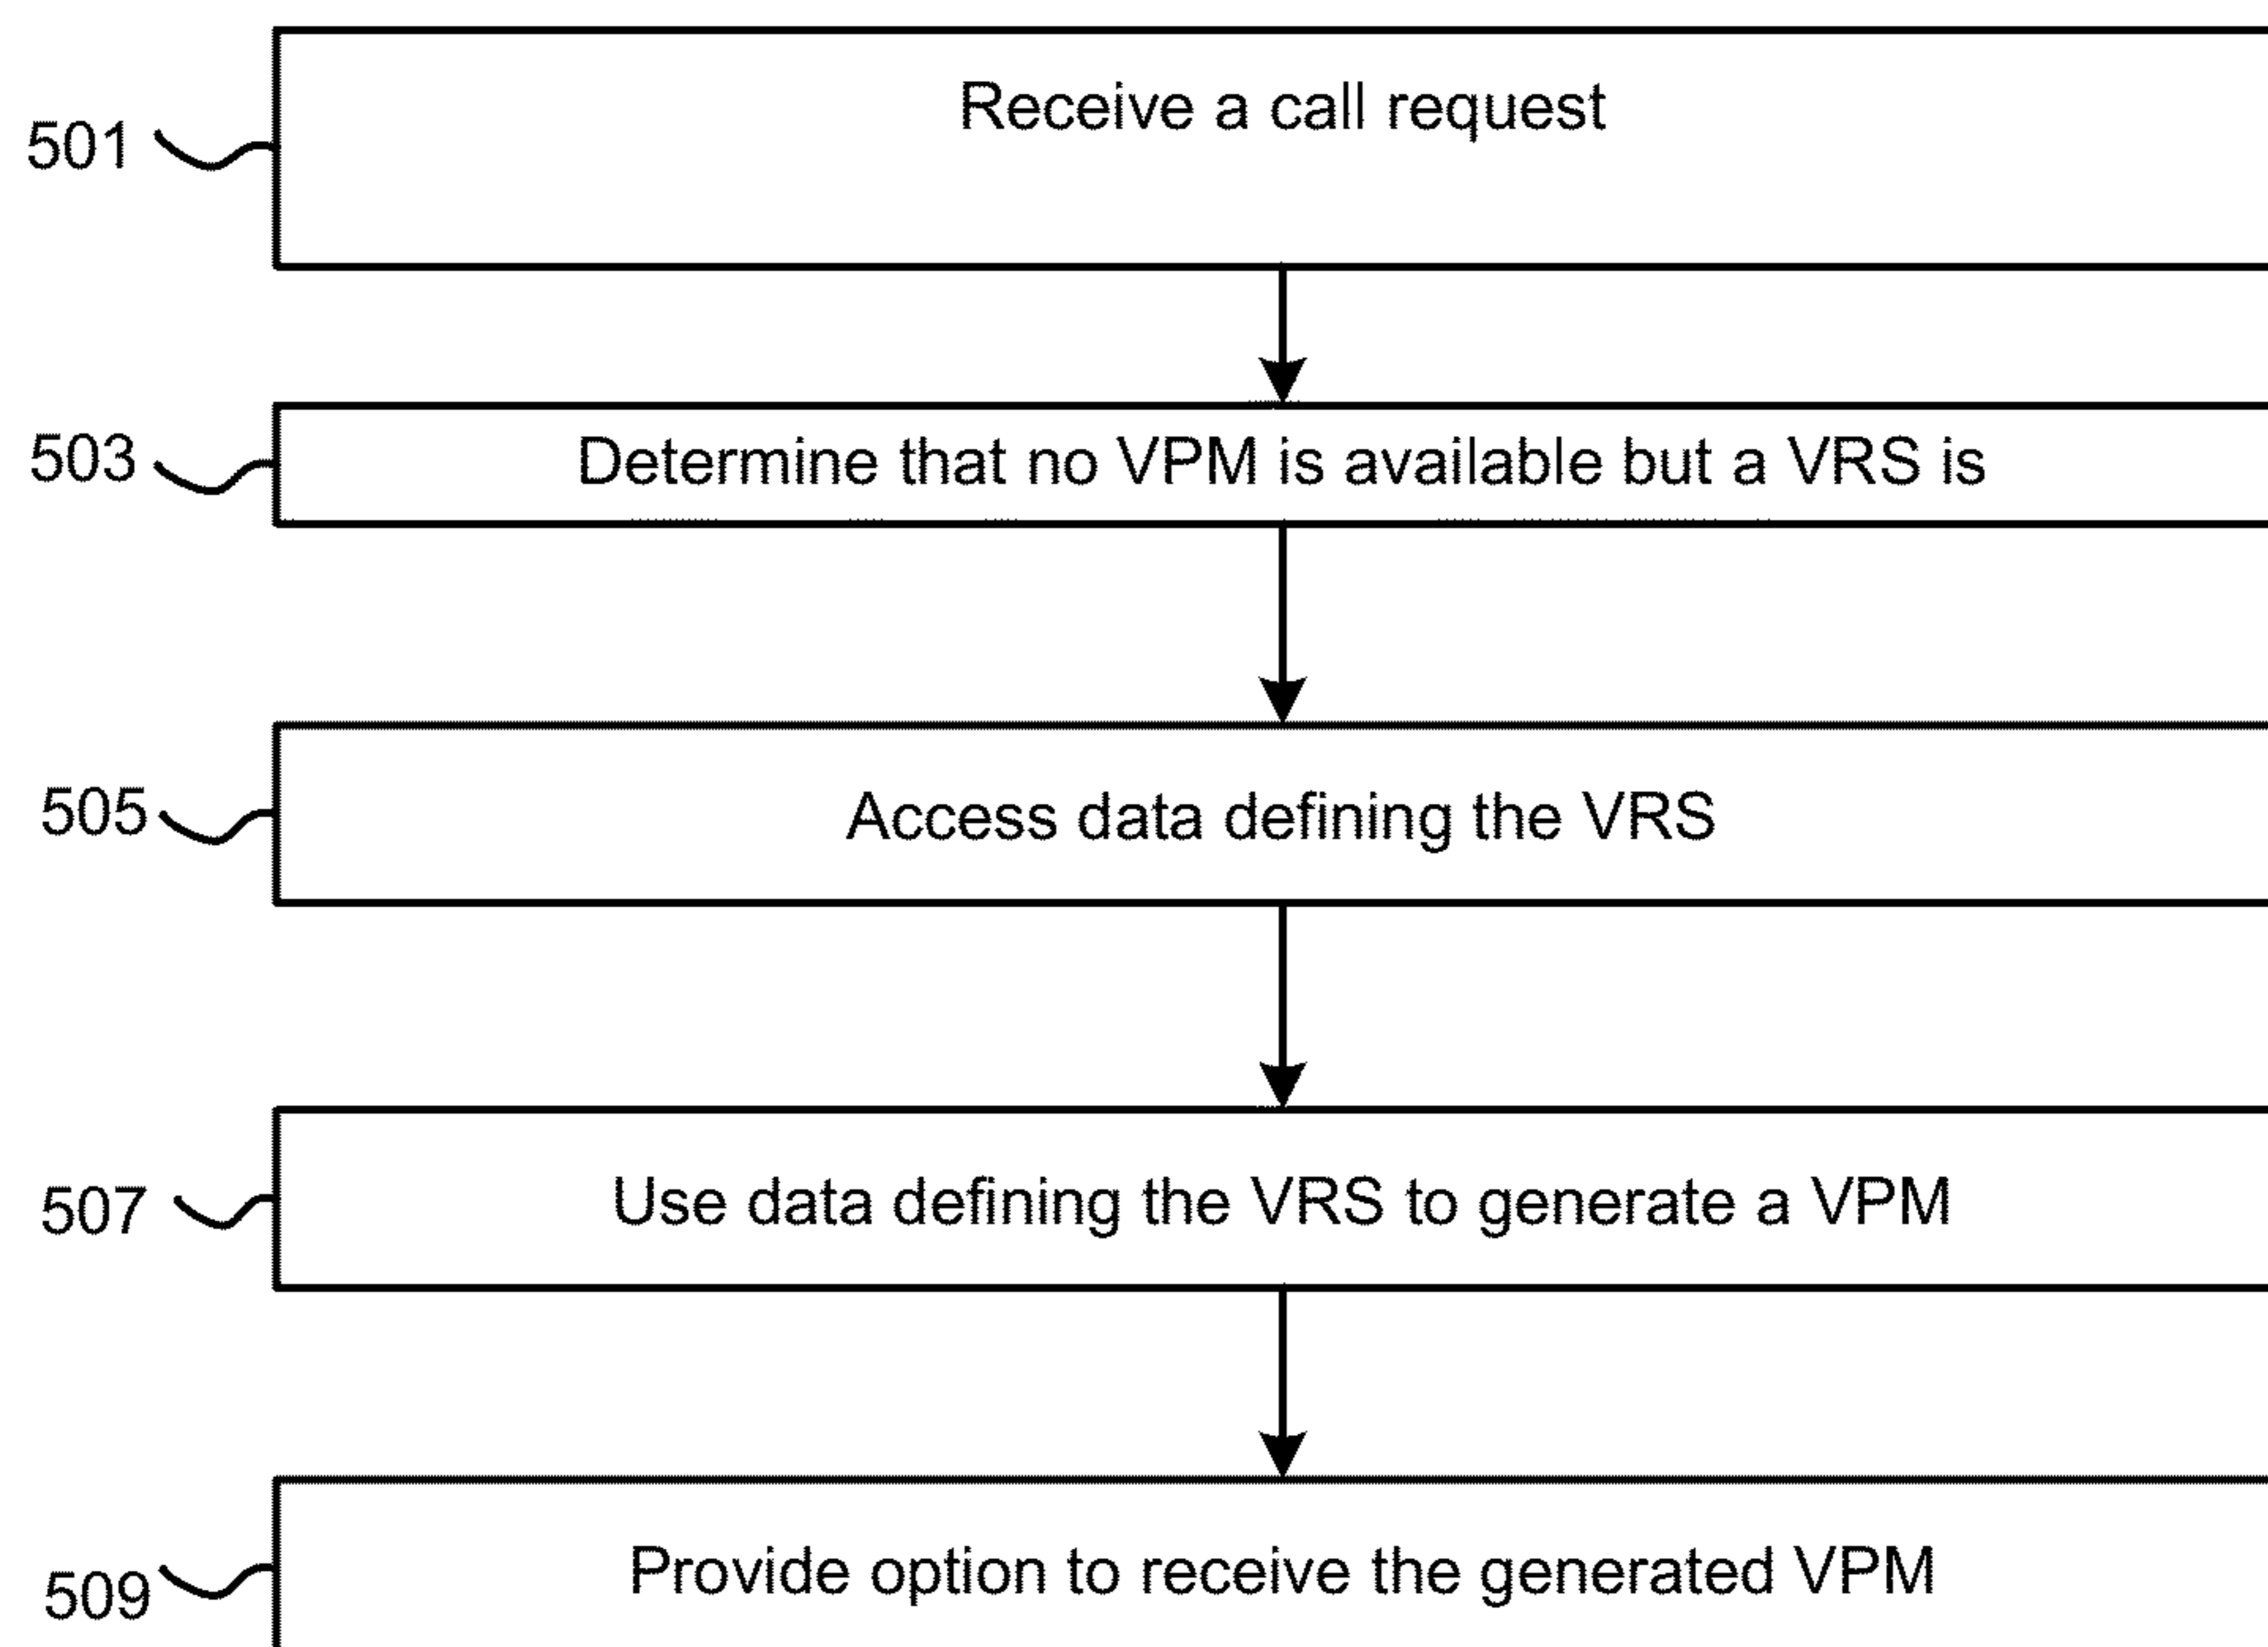 Receive a call request
501
Determine that no VPM is available but a VRS is
503
Access data defining the VRS
505
Use data defining the VRS to generate a VPM
507
Provide option to receive the generated VPM
509